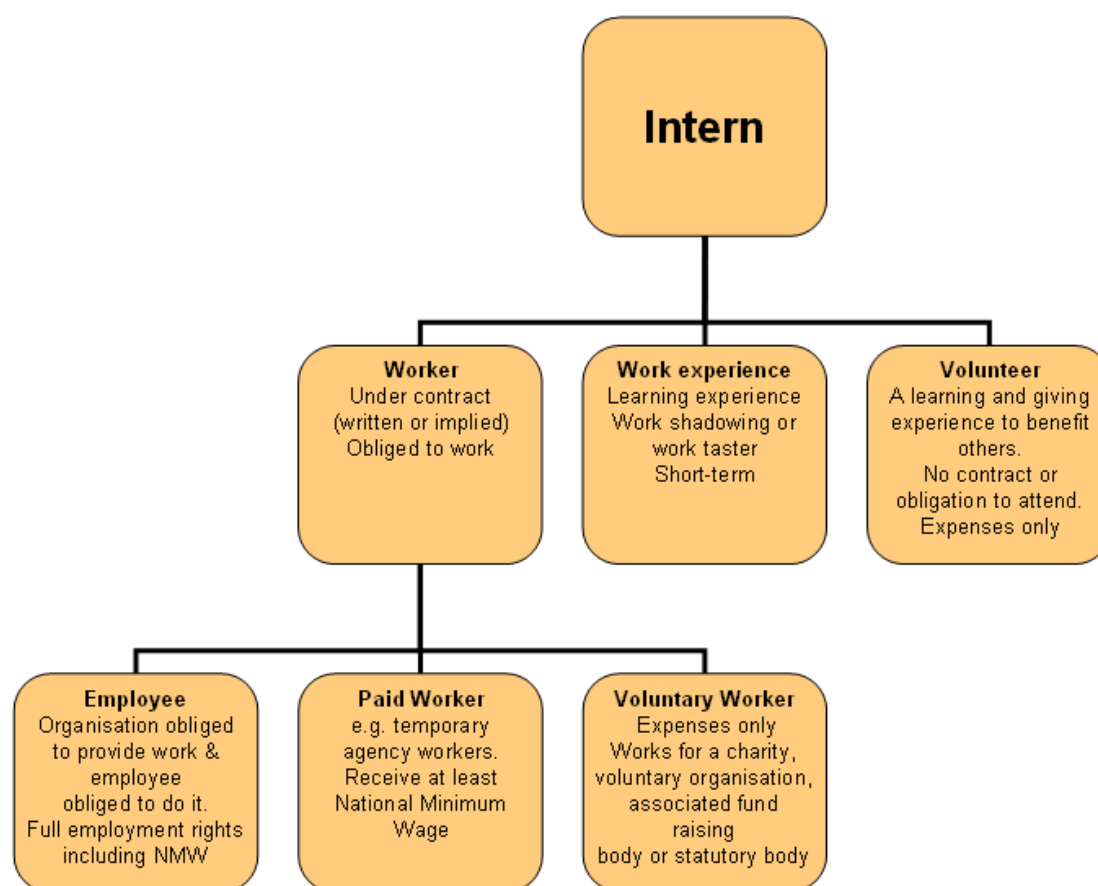 Intern
Worker
Under contract
(written or implied)
Obliged to work
Work experience
Learning experience
Work shadowing or
work taster
Short-term
Volunteer
A learning and giving
experience to benefit
others.
No contract or
obligation to attend.
Expenses only
Employee
Organisation obliged
to provide work &
employee
obliged to do it.
Full employment rights
including NMW
Paid Worker
e.g. temporary
agency workers.
Receive at least
National Minimum
Wage
Voluntary Worker
Expenses only
Works for a charity,
voluntary organisation,
associated fund
raising
body or statutory body